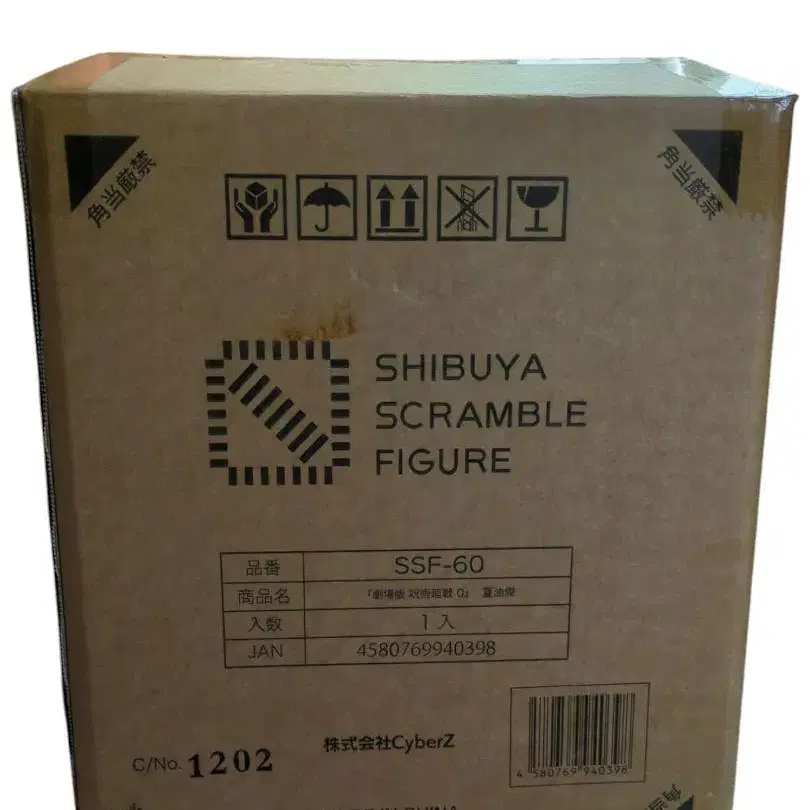 角当厳禁
角当厳禁
SHIBUYA
SCRAMBLE
FIGURE
品番 SSF-60
商品名 『劇場版 呪術廻戦 0』 夏油傑
入数 1入
JAN 4580769940398
C/No. 1202
株式会社CyberZ
4 580769 940398